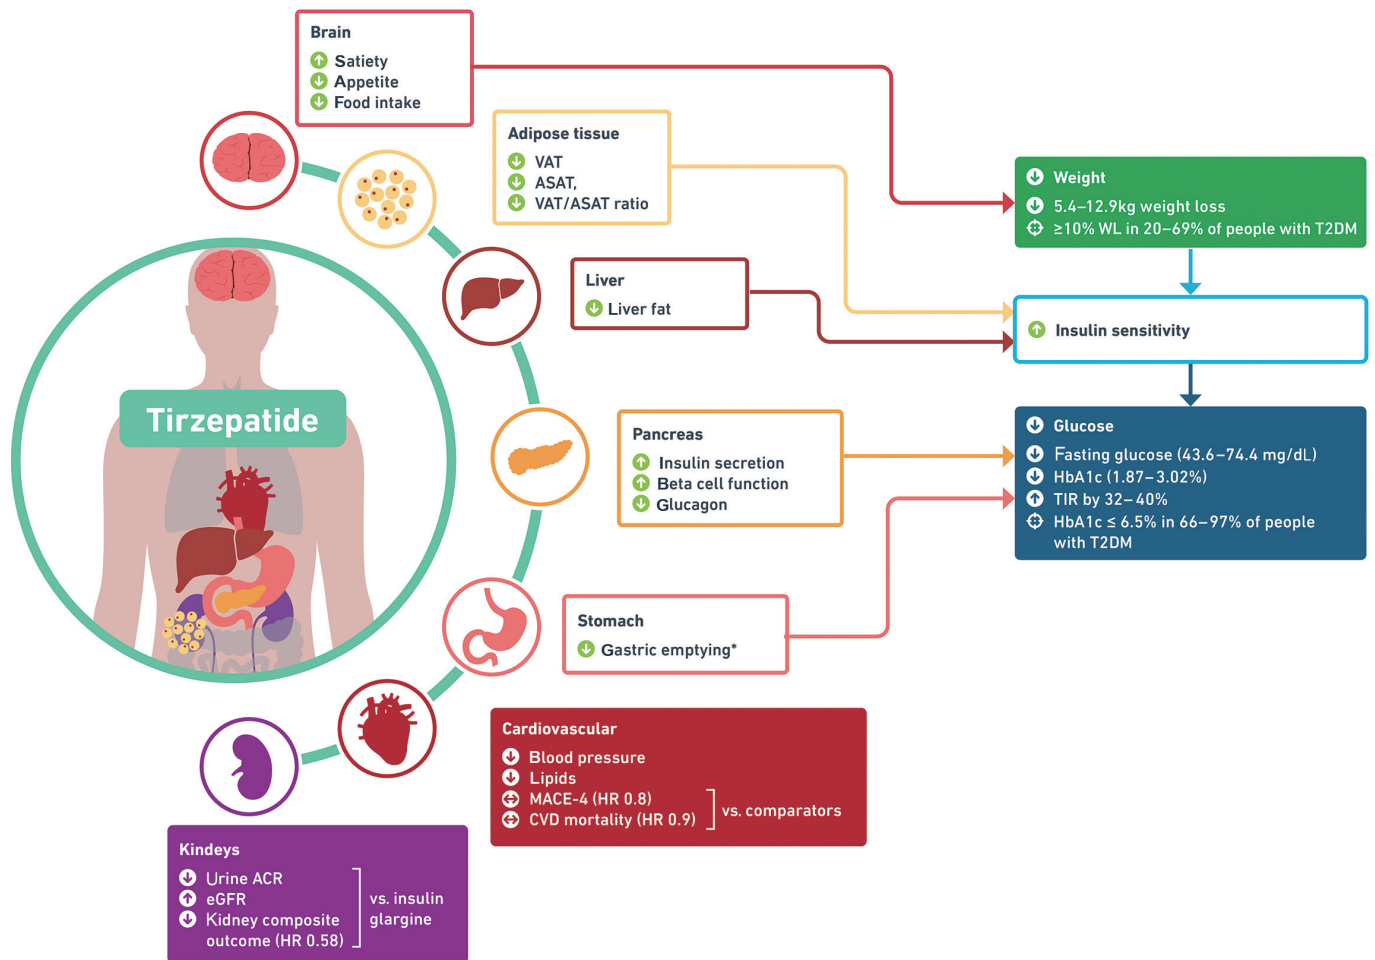 Brain
Satiety
Appetite
Food intake
Adipose tissue
VAT
ASAT,
VAT/ASAT ratio
Liver
Liver fat
Tirzepatide
Pancreas
Insulin secretion
Beta cell function
Glucagon
Stomach
Gastric emptying*
Cardiovascular
Blood pressure
Lipids
MACE-4 (HR 0.8)
CVD mortality (HR 0.9)
vs. comparators
Kindeys
Urine ACR
eGFR
Kidney composite
outcome (HR 0.58)
vs. insulin
glargine
Weight
5.4–12.9kg weight loss
≥10% WL in 20–69% of people with T2DM
Insulin sensitivity
Glucose
Fasting glucose (43.6–74.4 mg/dL)
HbA1c (1.87–3.02%)
TIR by 32–40%
HbA1c ≤ 6.5% in 66–97% of people
with T2DM